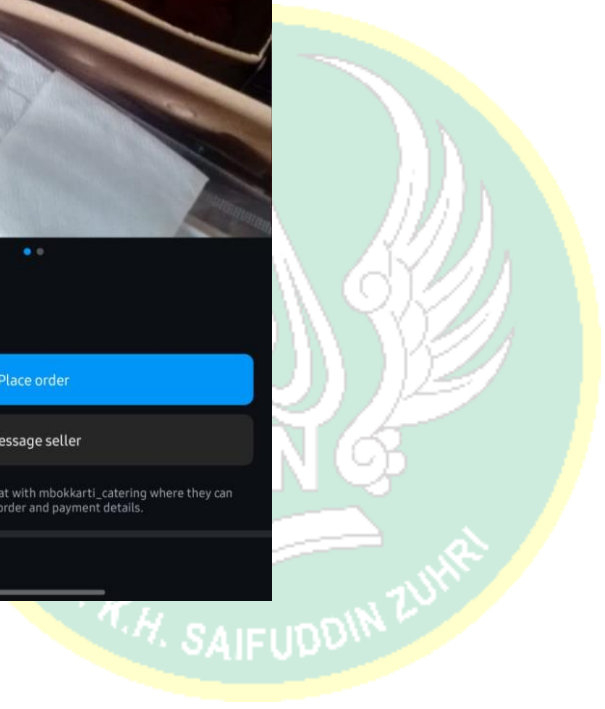 Place order
essage seller
at with mbokkarti_catering where they can
order and payment details.
K.H. SAIFUDDIN ZUHRI